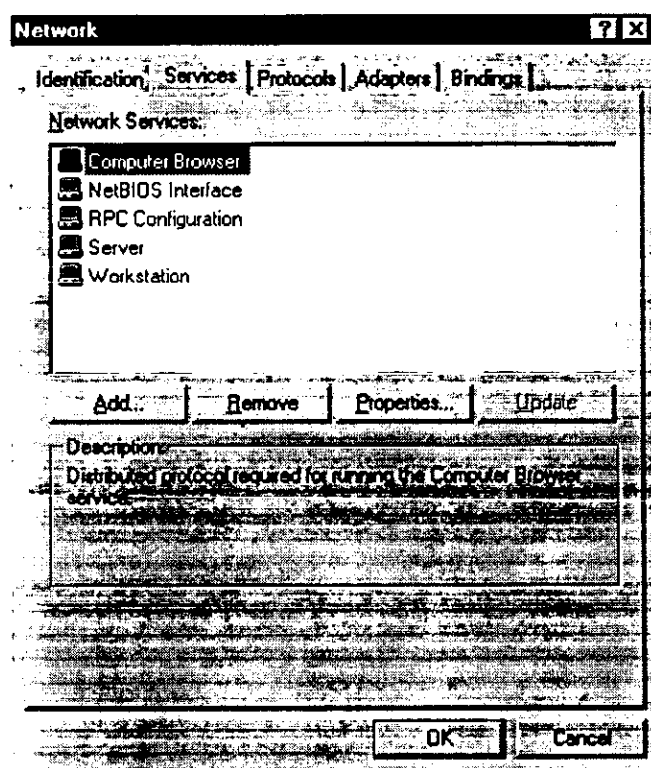 Network ? X
Identification Services Protocols Adapters Bindings
Network Services:
Computer Browser
NetBIOS Interface
RPC Configuration
Server
Workstation
Add... Remove Properties... Update
Description:
Distributed protocol required for running the Computer Browser
service.
OK Cancel